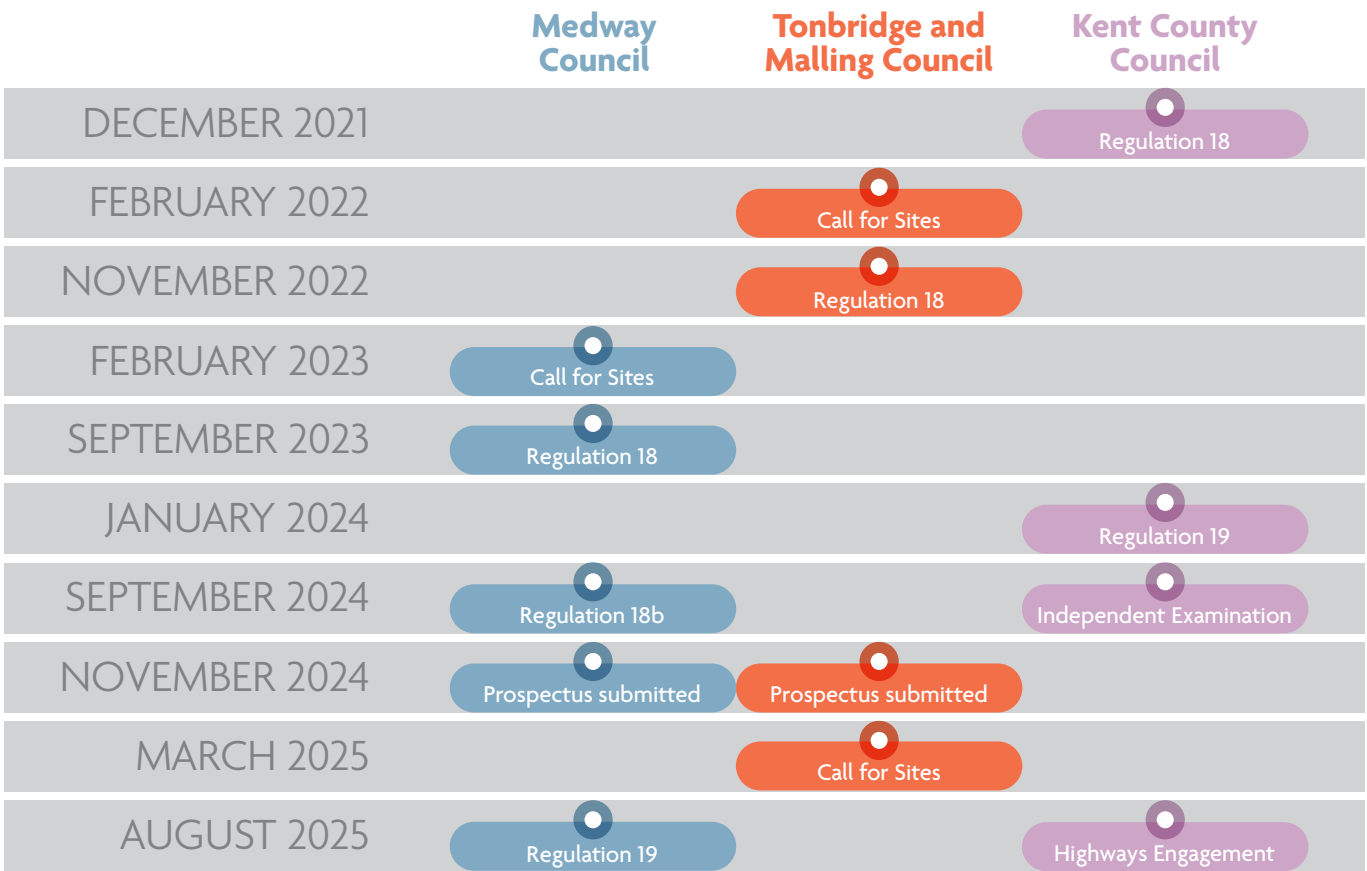 Medway
Council
Tonbridge and
Malling Council
Kent County
Council
DECEMBER 2021
Regulation 18
FEBRUARY 2022
Call for Sites
NOVEMBER 2022
Regulation 18
FEBRUARY 2023
Call for Sites
SEPTEMBER 2023
Regulation 18
JANUARY 2024
Regulation 19
SEPTEMBER 2024
Regulation 18b
Independent Examination
NOVEMBER 2024
Prospectus submitted
Prospectus submitted
MARCH 2025
Call for Sites
AUGUST 2025
Regulation 19
Highways Engagement